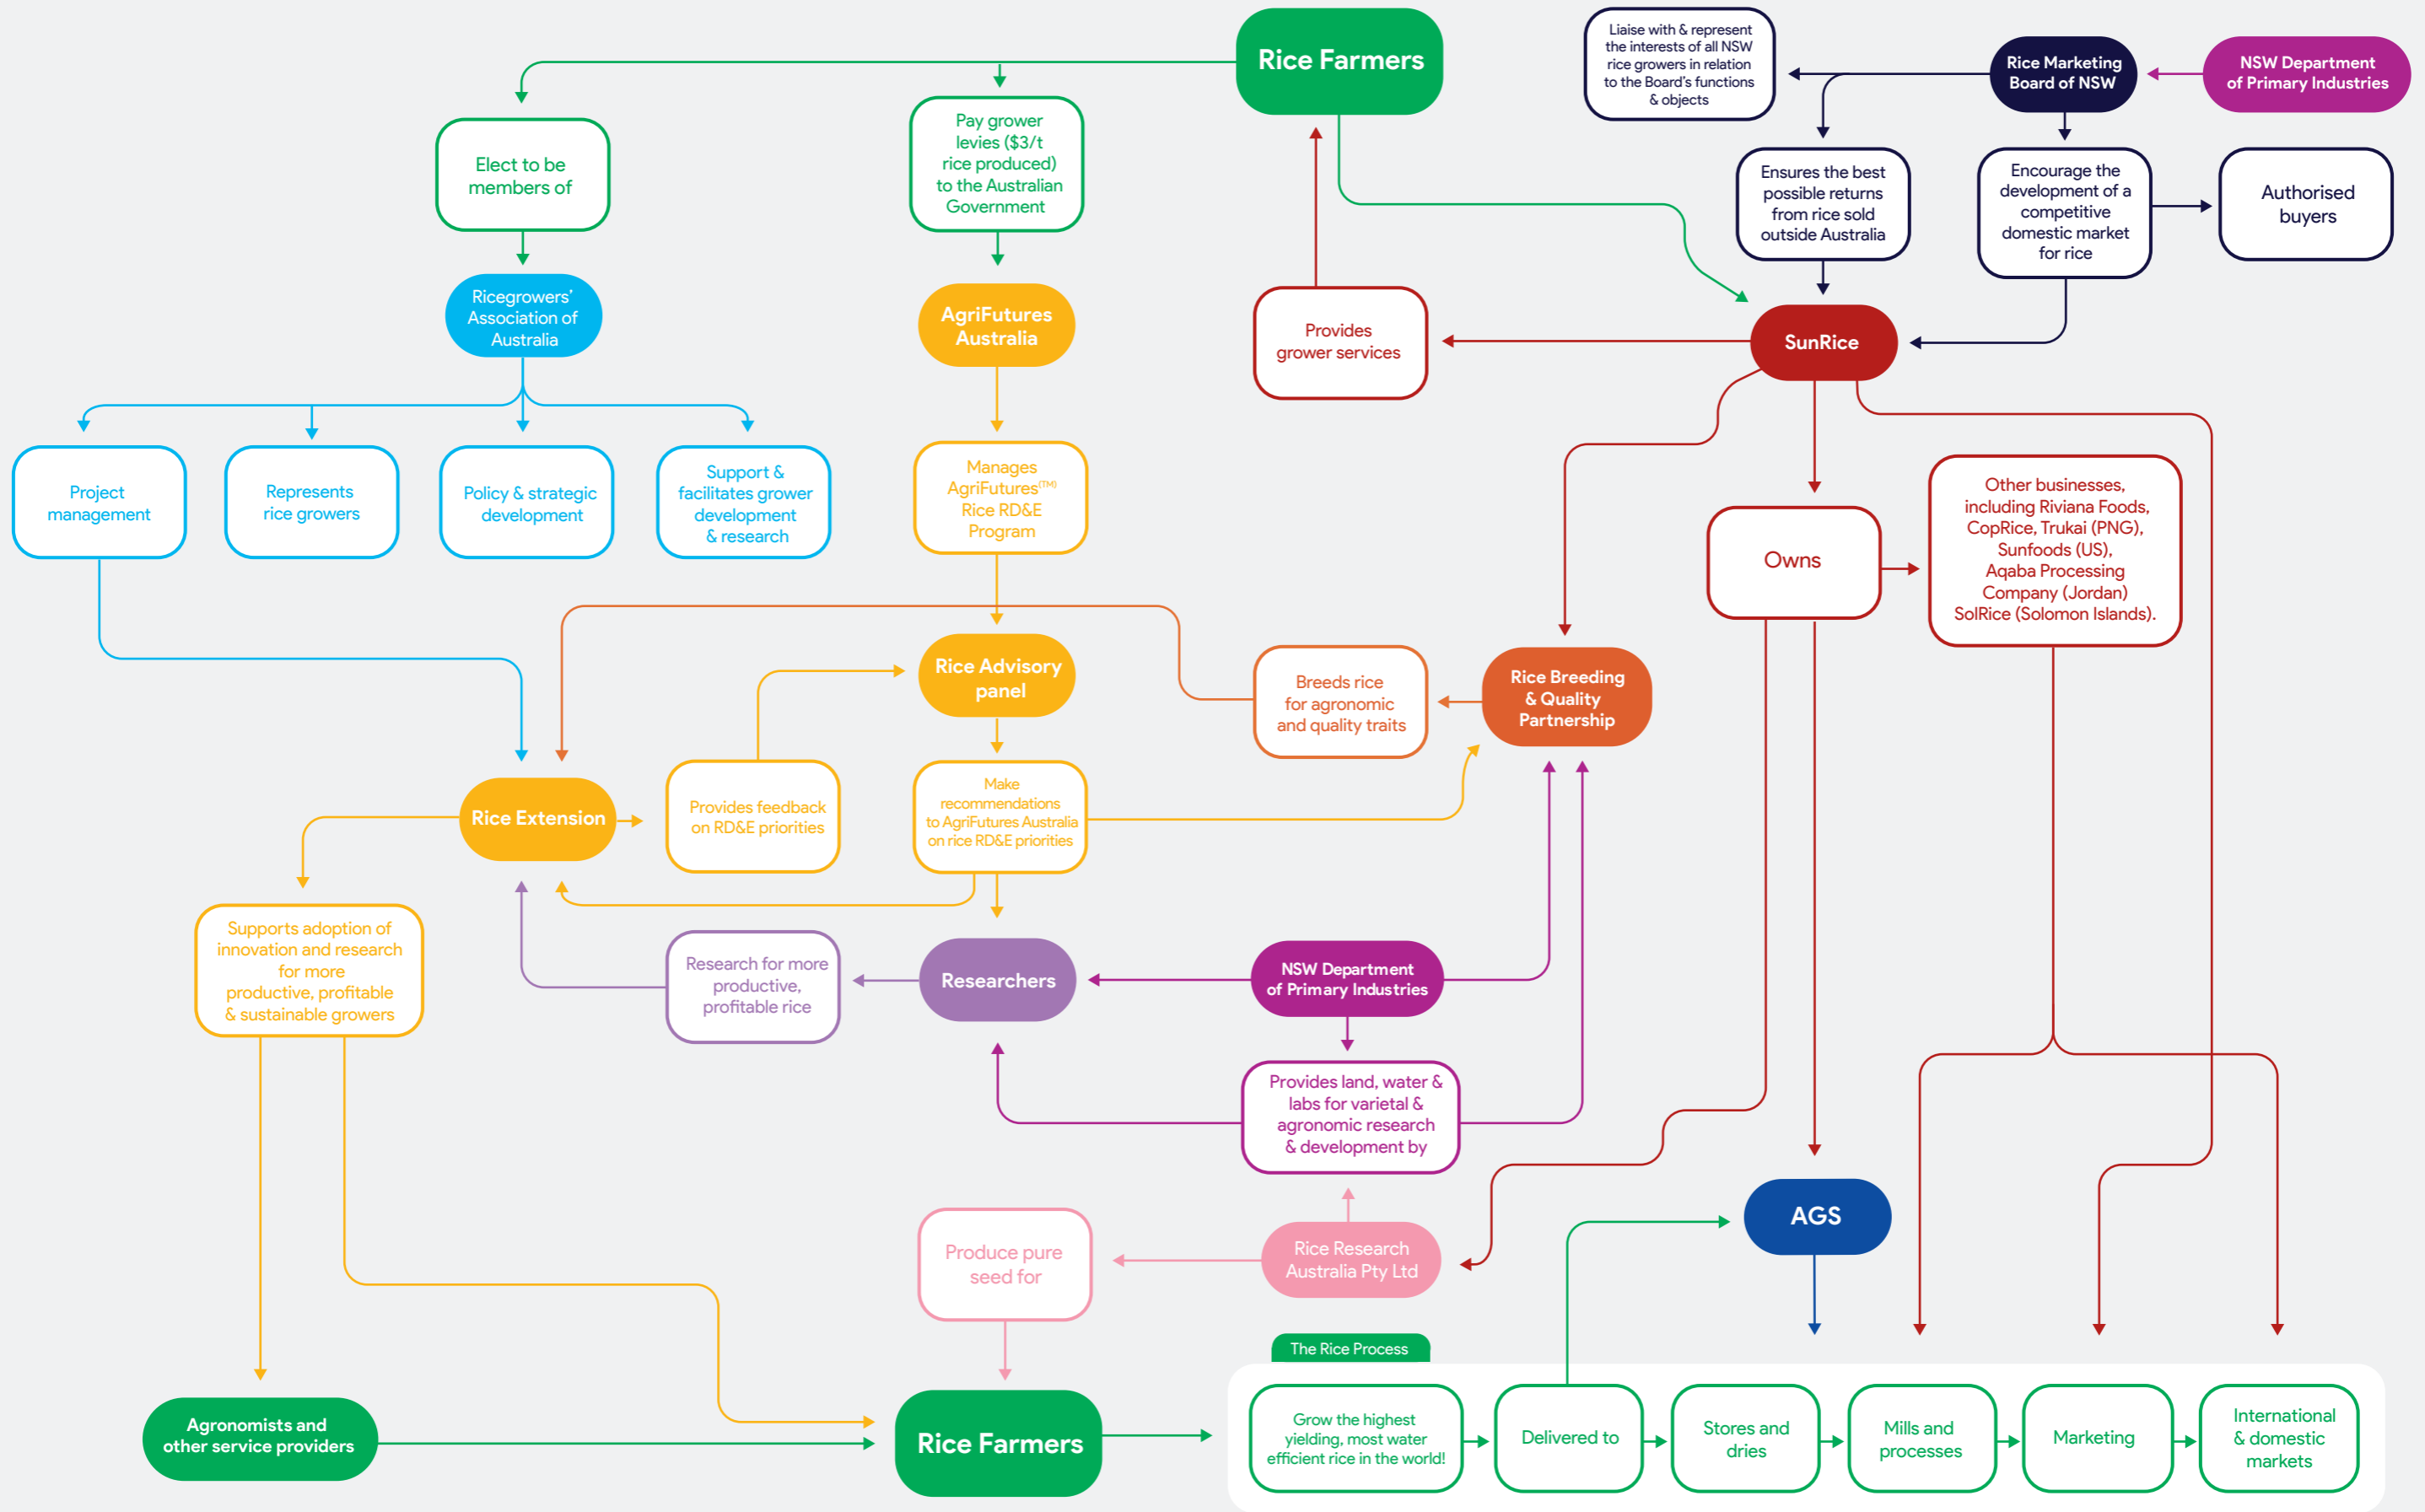 Rice Farmers
Liaise with & represent
the interests of all NSW
rice growers in relation
to the Board's functions
& objects
Rice Marketing
Board of NSW
NSW Department
of Primary Industries
Elect to be
members of
Pay grower
levies ($3/t
rice produced)
to the Australian
Government
Ensures the best
possible returns
from rice sold
outside Australia
Encourage the
development of a
competitive
domestic market
for rice
Authorised
buyers
Ricegrowers'
Association of
Australia
AgriFutures
Australia
Provides
grower services
SunRice
Project
management
Represents
rice growers
Policy & strategic
development
Support &
facilitates grower
development
& research
Manages
AgriFutures(TM)
Rice RD&E
Program
Owns
Other businesses,
including Riviana Foods,
CopRice, Trukai (PNG),
Sunfoods (US),
Aqaba Processing
Company (Jordan)
SolRice (Solomon Islands).
Rice Advisory
panel
Breeds rice
for agronomic
and quality traits
Rice Breeding
& Quality
Partnership
Rice Extension
Provides feedback
on RD&E priorities
Make
recommendations
to AgriFutures Australia
on rice RD&E priorities
Supports adoption of
innovation and research
for more
productive, profitable
& sustainable growers
Research for more
productive,
profitable rice
Researchers
NSW Department
of Primary Industries
Provides land, water &
labs for varietal &
agronomic research
& development by
Produce pure
seed for
Rice Research
Australia Pty Ltd
AGS
The Rice Process
Agronomists and
other service providers
Rice Farmers
Grow the highest
yielding, most water
efficient rice in the world!
Delivered to
Stores and
dries
Mills and
processes
Marketing
International
& domestic
markets